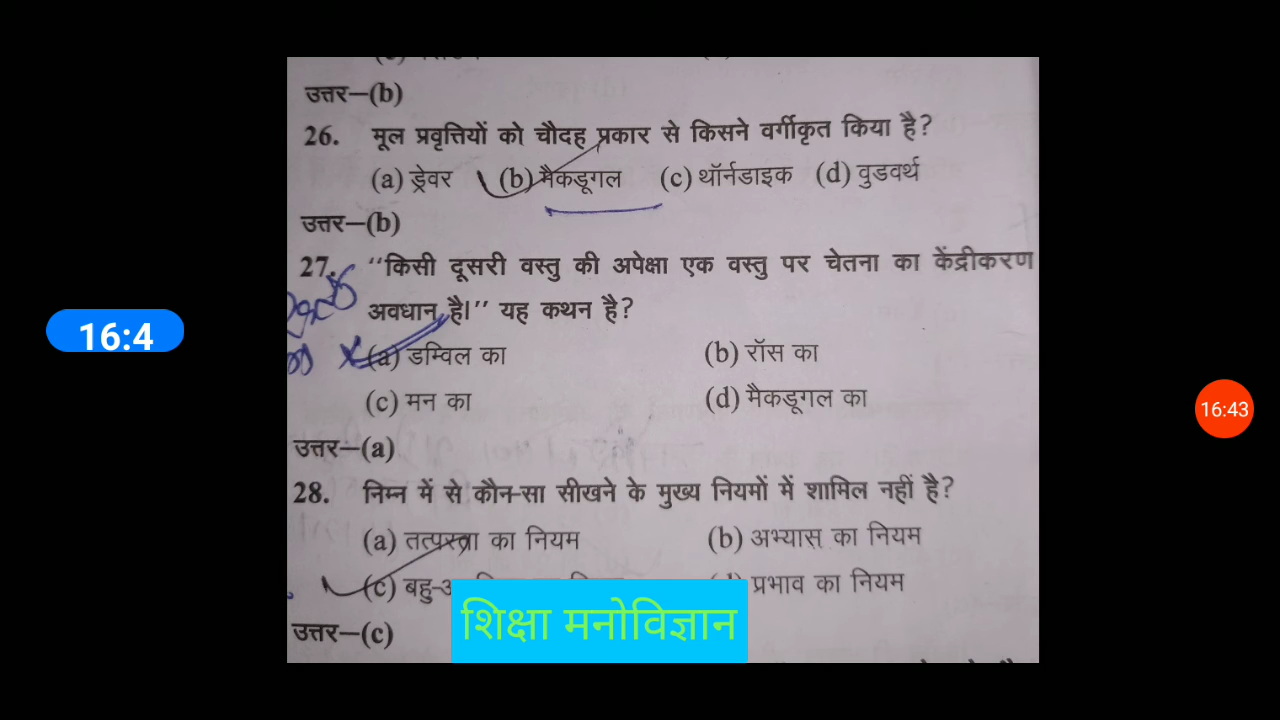 उत्तर–(b)
26. मूल प्रवृत्तियों को चौदह प्रकार से किसने वर्गीकृत किया है?
(a) ड्रेवर (b) मैकडूगल (c) थॉर्नडाइक (d) वुडवर्थ
उत्तर–(b)
27. ‘‘किसी दूसरी वस्तु की अपेक्षा एक वस्तु पर चेतना का केंद्रीकरण
अवधान है।’’ यह कथन है?
(a) डम्विल का (b) रॉस का
(c) मन का (d) मैकडूगल का
उत्तर–(a)
28. निम्न में से कौन-सा सीखने के मुख्य नियमों में शामिल नहीं है?
(a) तत्परता का नियम (b) अभ्यास का नियम
(c) बहु- प्रभाव का नियम
उत्तर–(c)
शिक्षा मनोविज्ञान
16:4
16:43